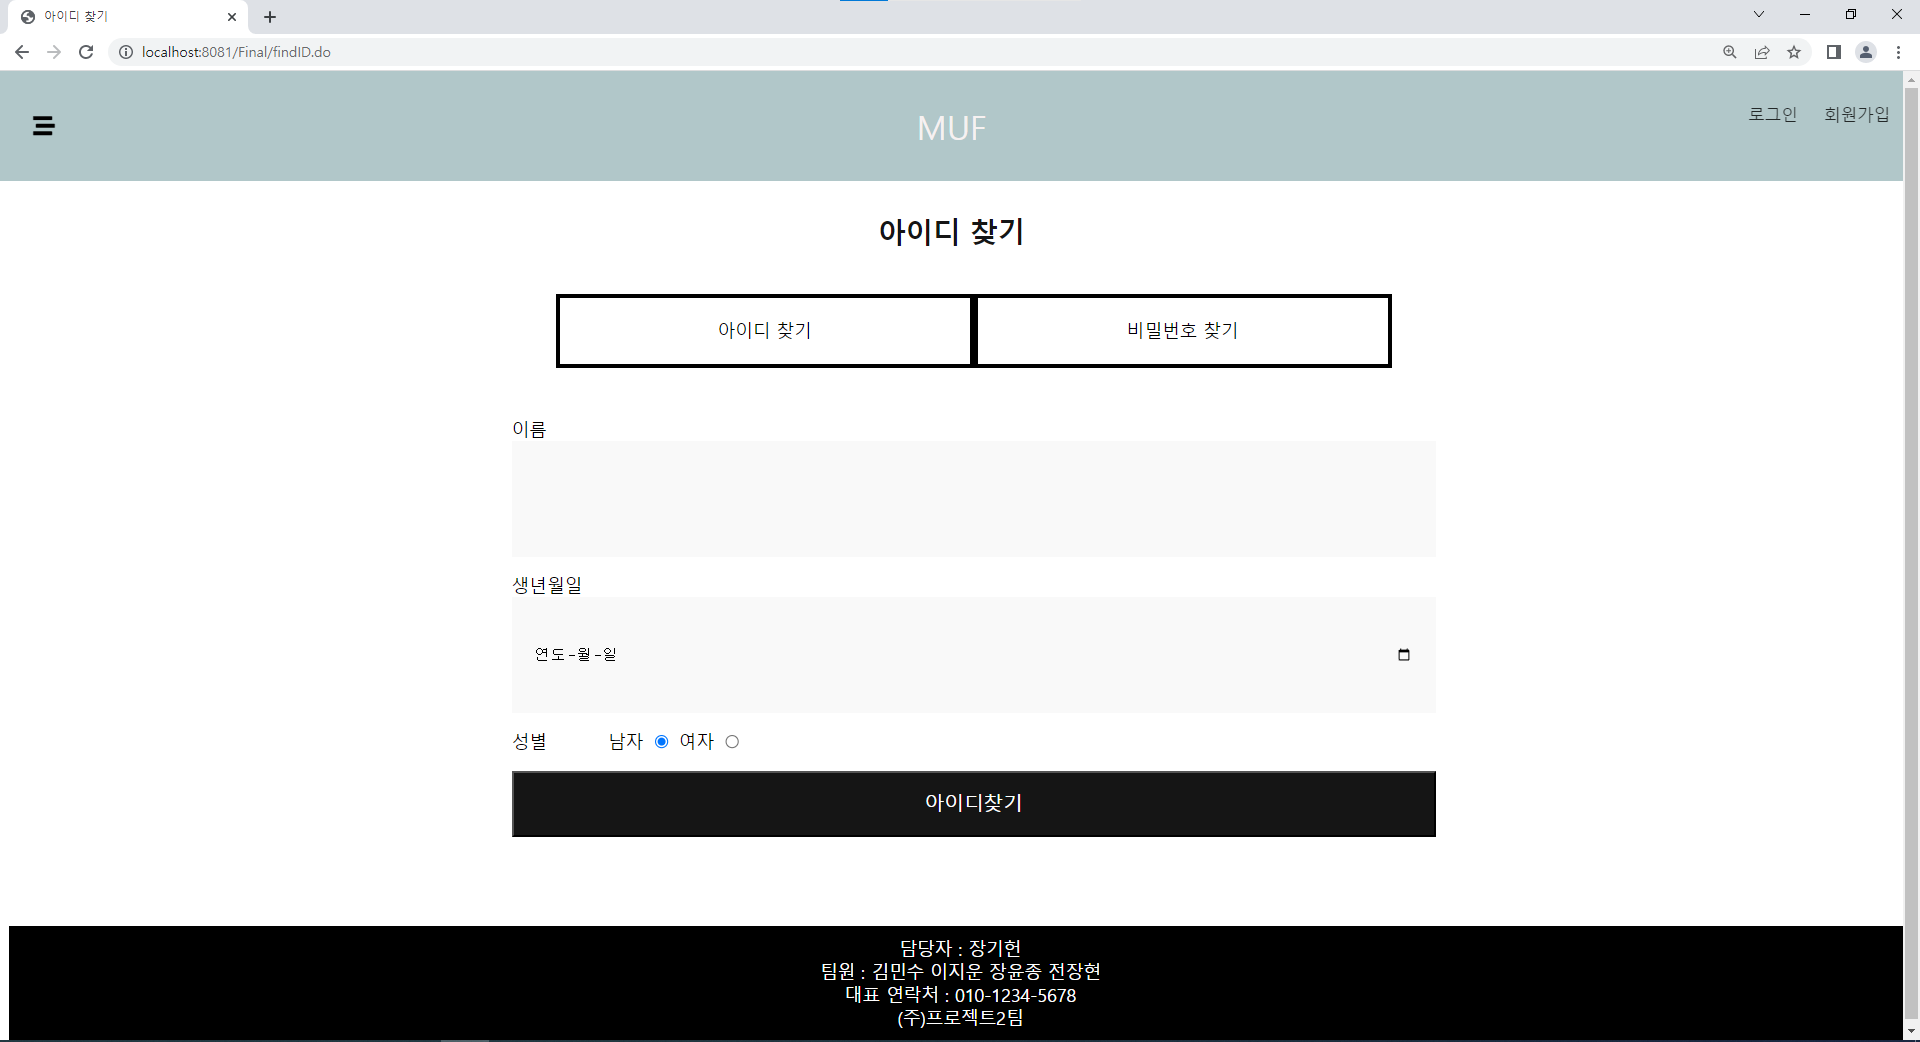 아이디 찾기
localhost:8081/Final/findID.do
MUF
로그인 회원가입
아이디 찾기
아이디 찾기 비밀번호 찾기
이름
생년월일
연도-월-일
성별 남자 여자
아이디찾기
담당자 : 장기헌
팀원 : 김민수 이지운 장윤종 전장현
대표 연락처 : 010-1234-5678
(주)프로젝트2팀